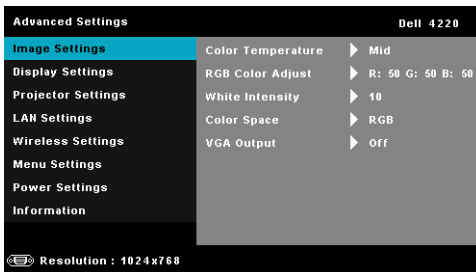 Advanced Settings Dell 4220
Image Settings Color Temperature Mid
Display Settings RGB Color Adjust R: 50 G: 50 B: 50
Projector Settings White Intensity 10
LAN Settings Color Space RGB
Wireless Settings VGA Output Off
Menu Settings
Power Settings
Information
Resolution : 1024x768